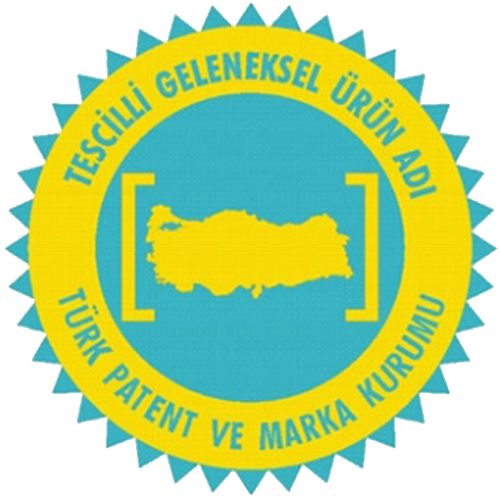 TESCİLLİ GELENEKSEL ÜRÜN ADI
TÜRK PATENT VE MARKA KURUMU